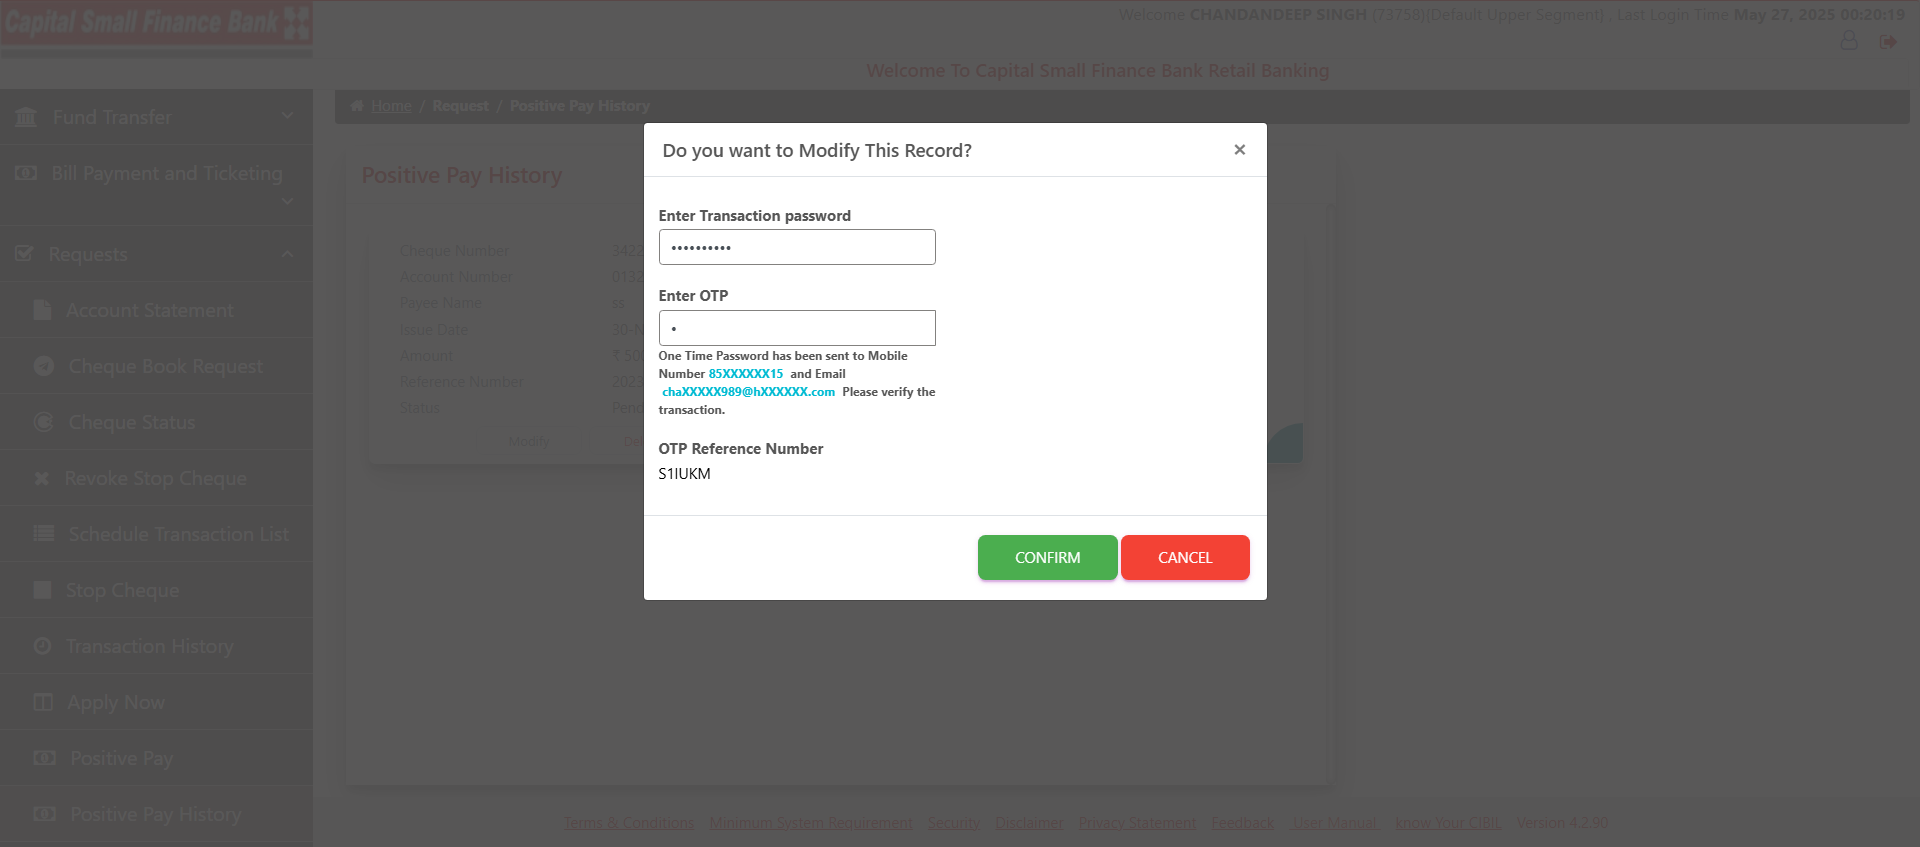 Capital Small Finance Bank
Welcome CHANDANDEEP SINGH (73758)(Default Upper Segment) , Last Login Time May 27, 2025 00:20:19
Welcome To Capital Small Finance Bank Retail Banking
Home / Request / Positive Pay History
Fund Transfer
Bill Payment and Ticketing
Requests
Account Statement
Cheque Book Request
Cheque Status
Revoke Stop Cheque
Schedule Transaction List
Stop Cheque
Transaction History
Apply Now
Positive Pay
Positive Pay History
Positive Pay History
Cheque Number 3422
Account Number 0132
Payee Name ss
Issue Date 30-N
Amount ₹ 50
Reference Number 2023
Status Pend
Modify Del
Do you want to Modify This Record? ×
Enter Transaction password
••••••••••
Enter OTP
•
One Time Password has been sent to Mobile
Number 85XXXXXX15 and Email
chaXXXXX989@hXXXXXX.com Please verify the
transaction.
OTP Reference Number
S1IUKM
CONFIRM CANCEL
Terms & Conditions Minimum System Requirement Security Disclaimer Privacy Statement Feedback User Manual know Your CIBIL Version 4.2.90